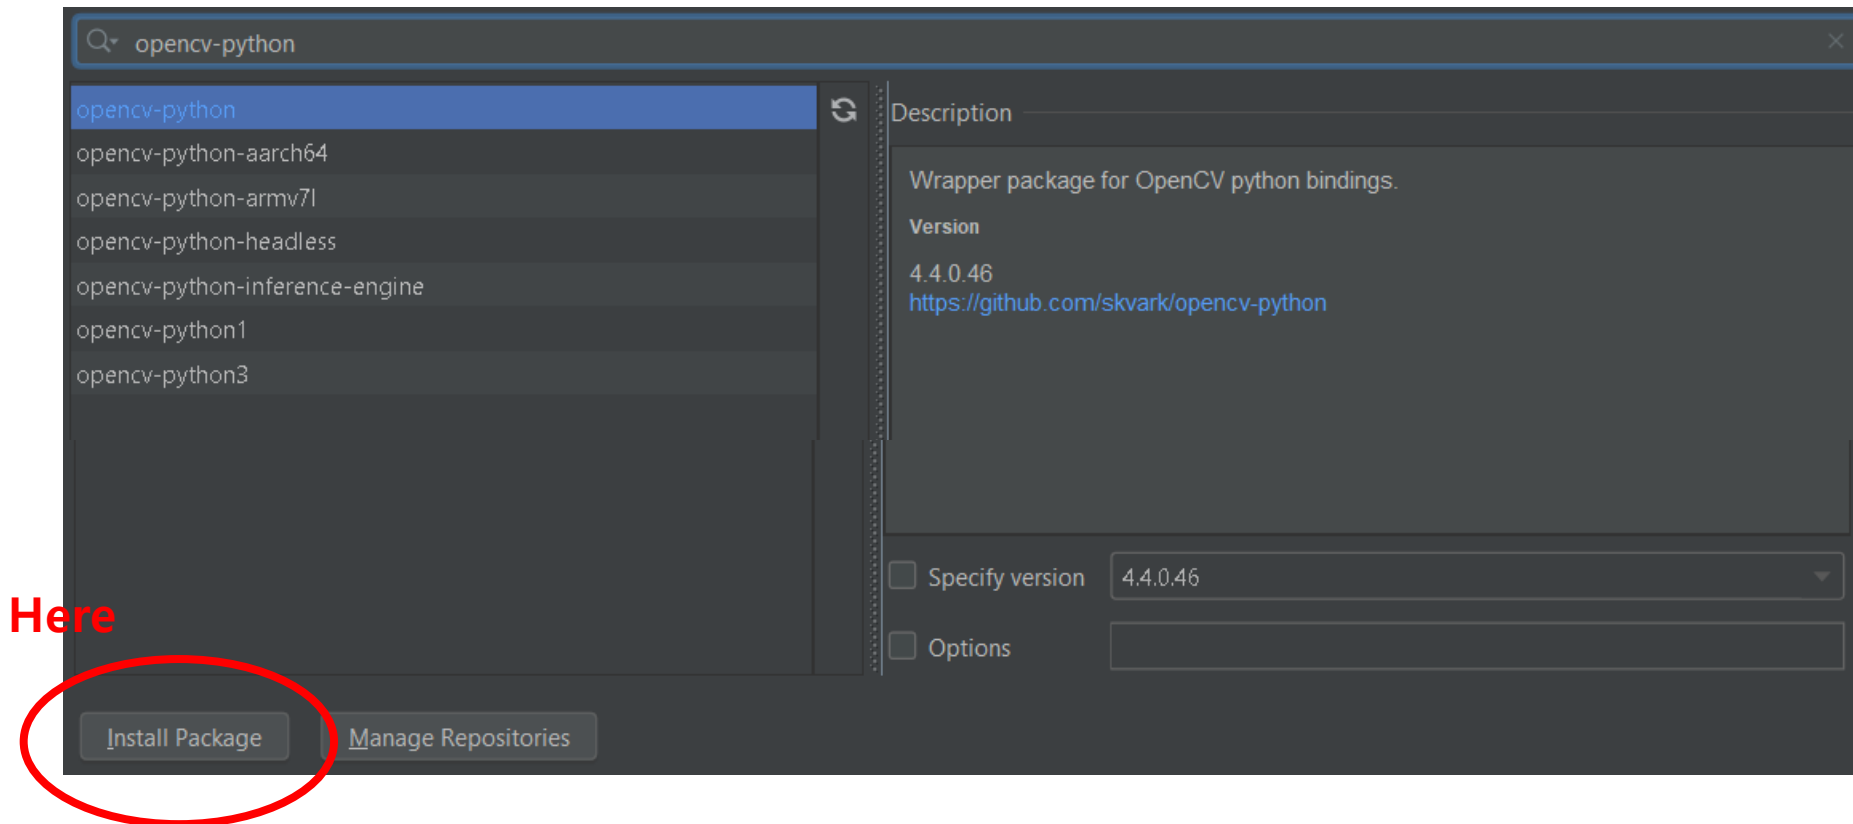 opencv-python
opencv-python
opencv-python-aarch64
opencv-python-armv7l
opencv-python-headless
opencv-python-inference-engine
opencv-python1
opencv-python3
Description
Wrapper package for OpenCV python bindings.
Version
4.4.0.46
https://github.com/skvark/opencv-python
Specify version 4.4.0.46
Options
Here
Install Package Manage Repositories